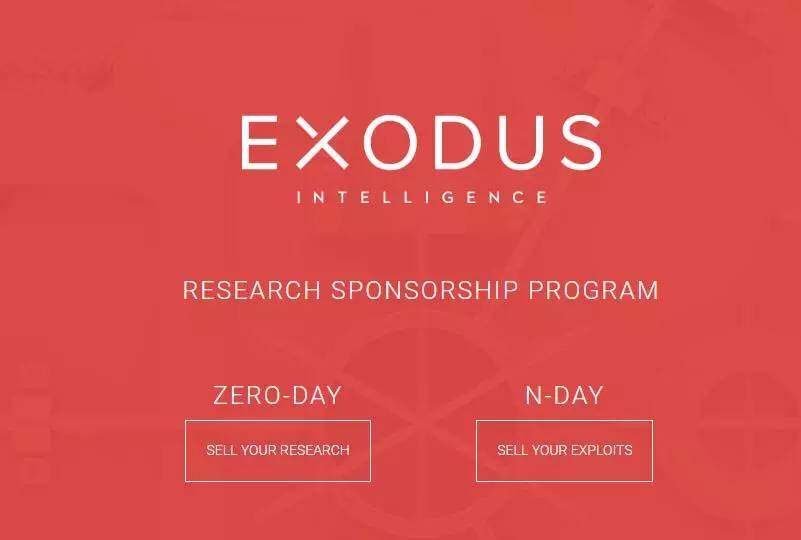 EXODUS
INTELLIGENCE
RESEARCH SPONSORSHIP PROGRAM
ZERO-DAY
SELL YOUR RESEARCH
N-DAY
SELL YOUR EXPLOITS